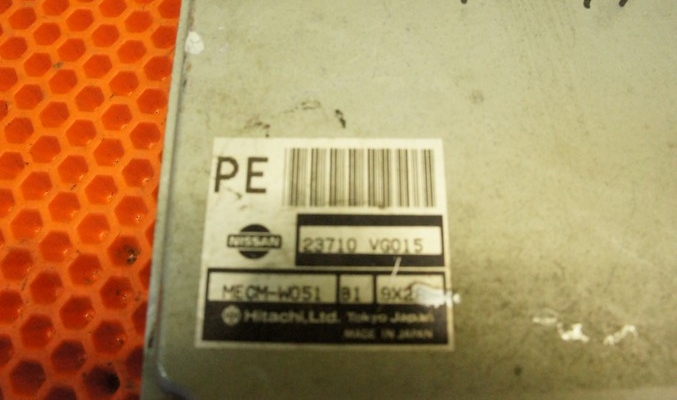 PE
NISSAN
23710 VG015
MECM-W051 B1
Hitachi,Ltd. Tokyo Japan
MADE IN JAPAN